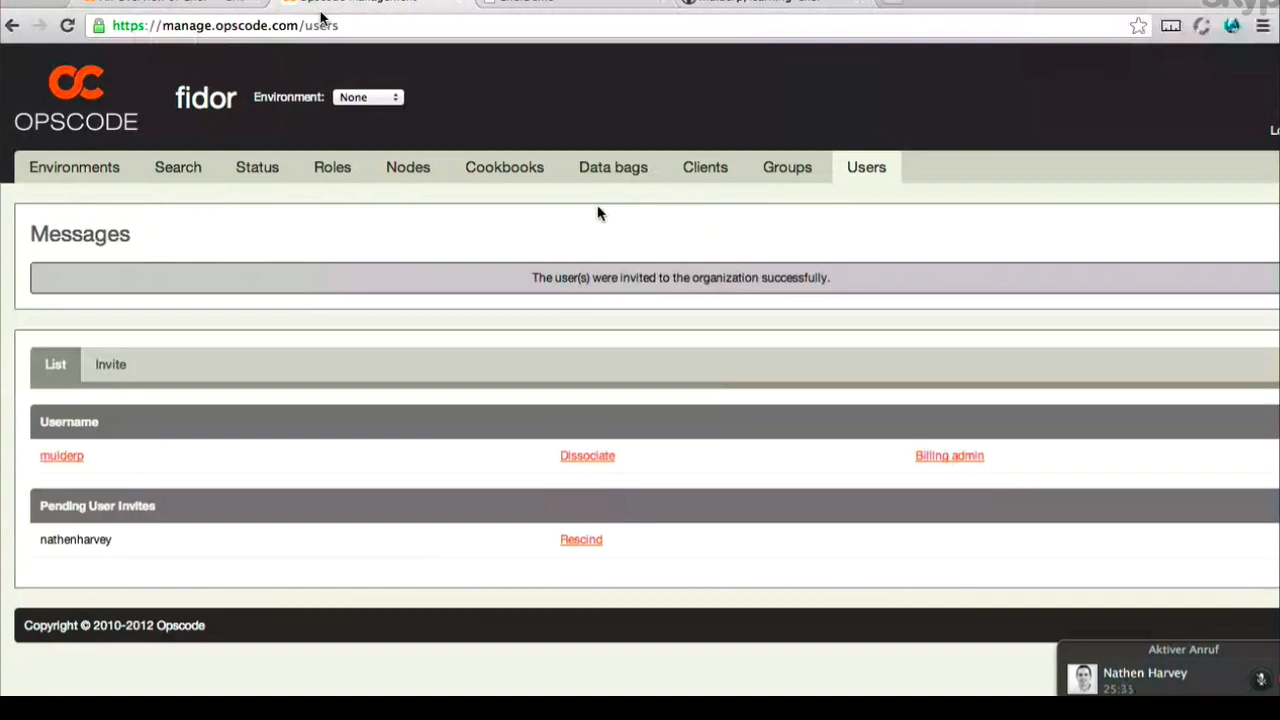 https://manage.opscode.com/users
OPSCODE
fidor
Environment:
None
Environments
Search
Status
Roles
Nodes
Cookbooks
Data bags
Clients
Groups
Users
Messages
The user(s) were invited to the organization successfully.
List
Invite
Username
mulderp
Dissociate
Billing admin
Pending User Invites
nathenharvey
Rescind
Copyright © 2010-2012 Opscode
Aktiver Anruf
Nathen Harvey
25:35